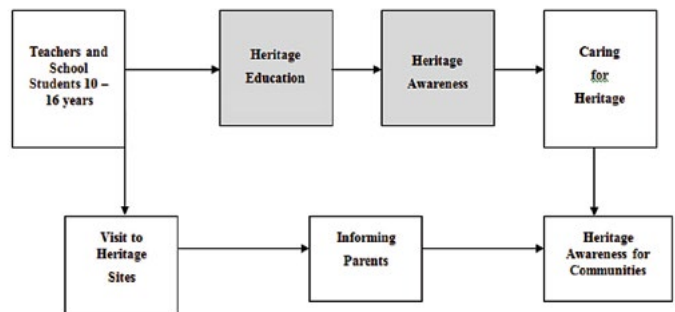 Teachers and
School
Students 10 –
16 years
Heritage
Education
Heritage
Awareness
Caring
for
Heritage
Visit to
Heritage
Sites
Informing
Parents
Heritage
Awareness for
Communities